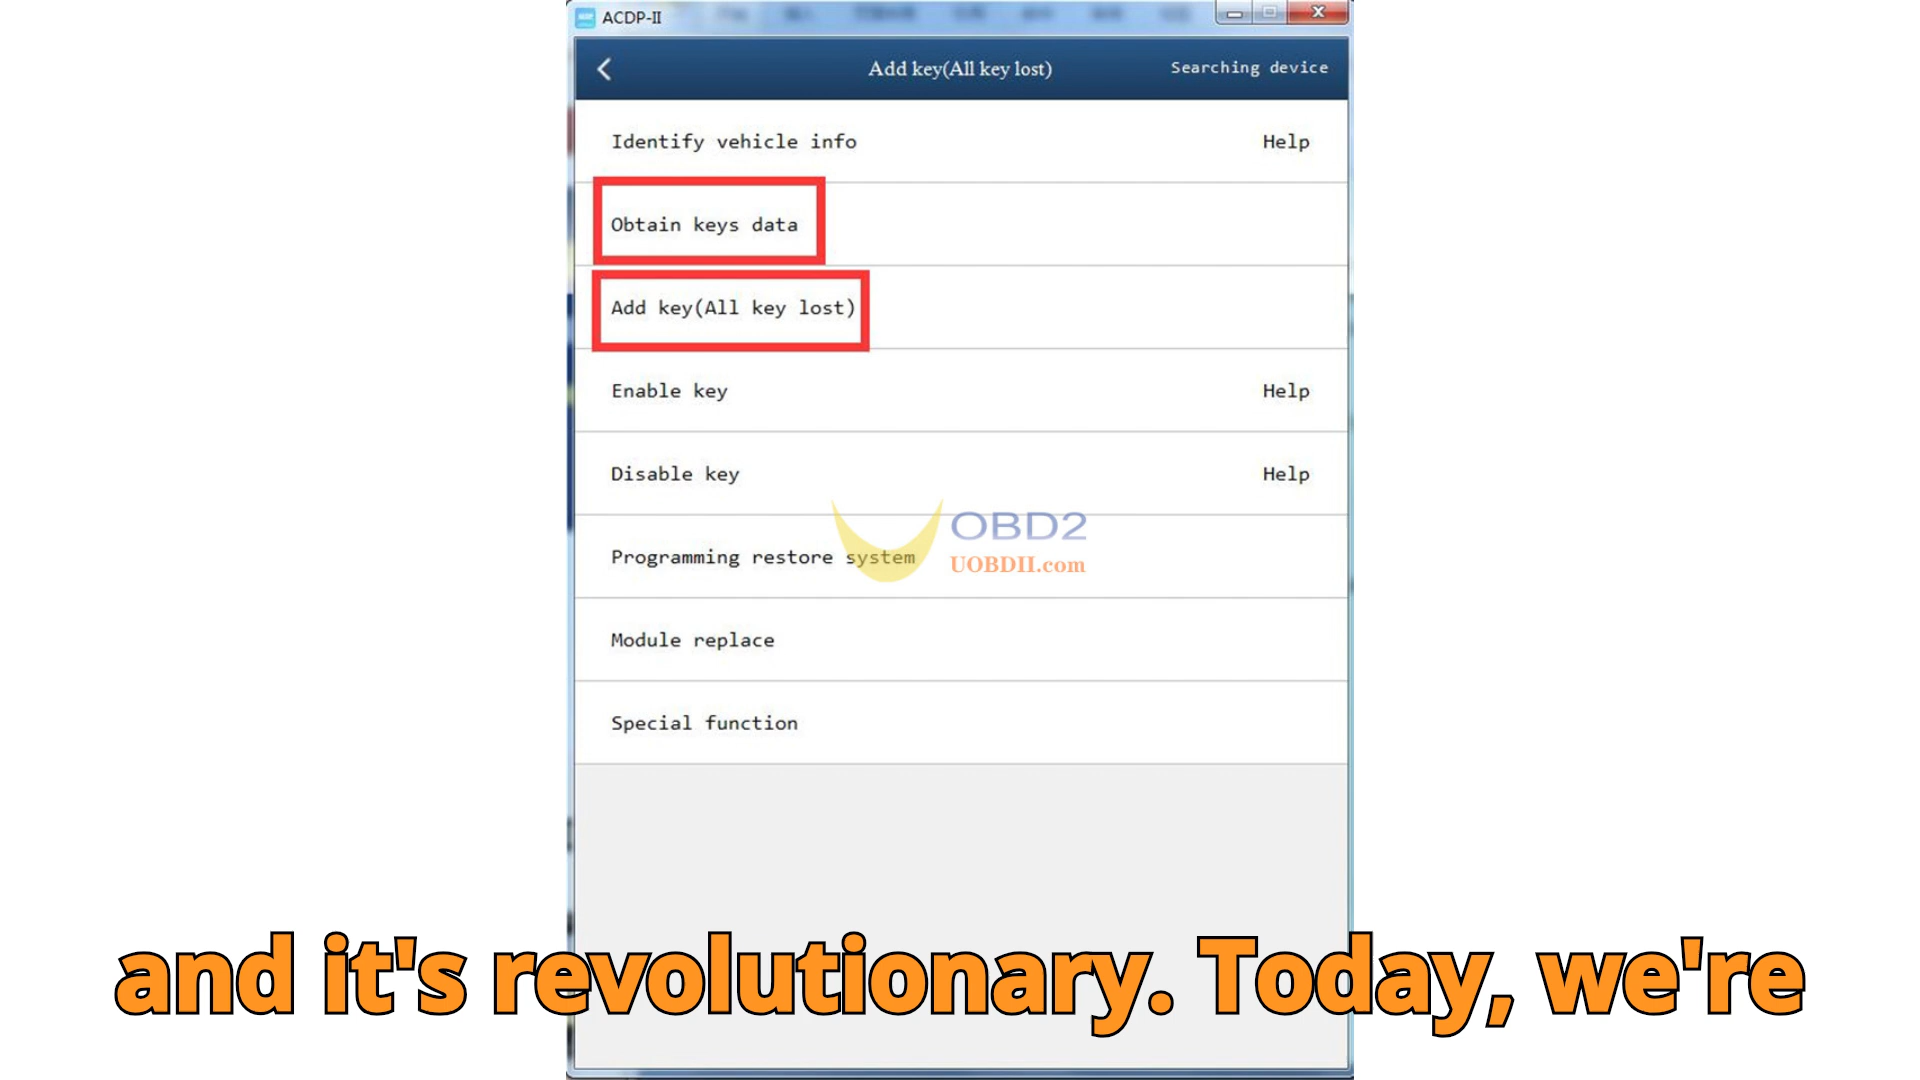 ACDP-II
Add key(All key lost)
Searching device
Identify vehicle info
Help
Obtain keys data
Add key(All key lost)
Enable key
Help
Disable key
Help
OBD2
Programming restore system
UOBDII.com
Module replace
Special function
and it's revolutionary. Today, we're